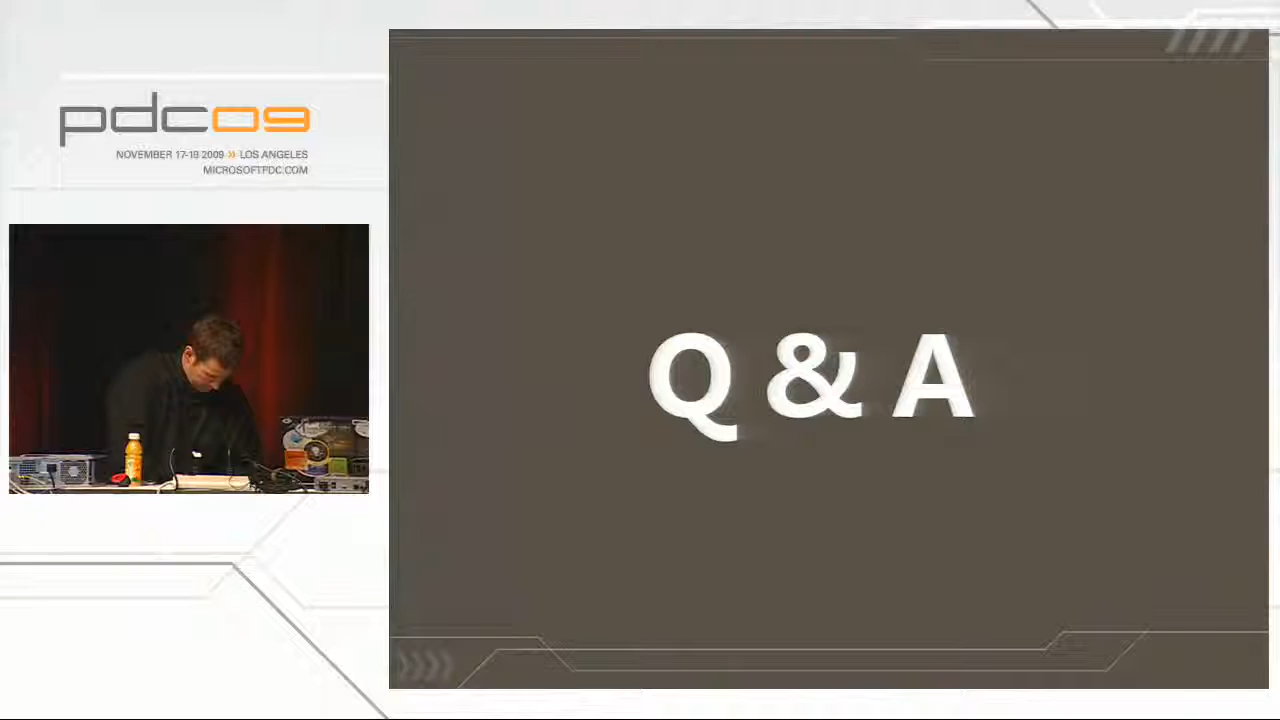 pdc09
NOVEMBER 17-19 2009 » LOS ANGELES
MICROSOFTPDC.COM
Q & A